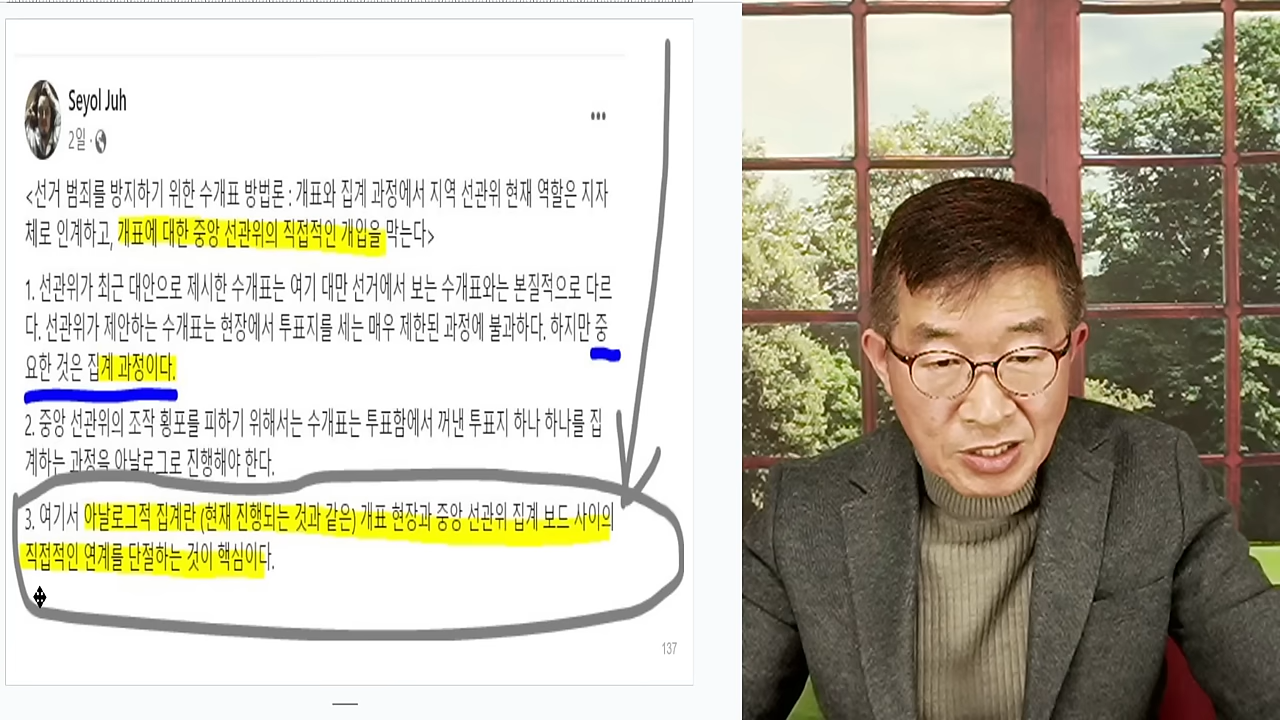 Seyol Juh
2일 ·
<선거 범죄를 방지하기 위한 수개표 방법론 : 개표와 집계 과정에서 지역 선관위 현재 역할은 지자
체로 인계하고, 개표에 대한 중앙 선관위의 직접적인 개입을 막는다>
1. 선관위가 최근 대안으로 제시한 수개표는 여기 대만 선거에서 보는 수개표와는 본질적으로 다르
다. 선관위가 제안하는 수개표는 현장에서 투표지를 세는 매우 제한된 과정에 불과하다. 하지만 중
요한 것은 집계 과정이다.
2. 중앙 선관위의 조작 횡포를 피하기 위해서는 수개표는 투표함에서 꺼낸 투표지 하나 하나를 집
계하는 과정을 아날로그로 진행해야 한다.
3. 여기서 아날로그적 집계란 (현재 진행되는 것과 같은) 개표 현장과 중앙 선관위 집계 보드 사이의
직접적인 연계를 단절하는 것이 핵심이다.
137